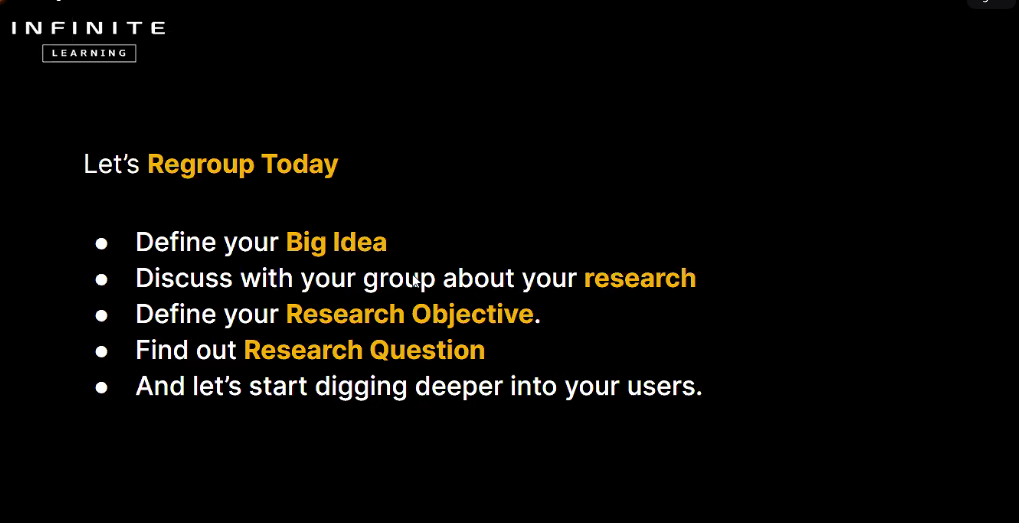 INFINITE
LEARNING
Let’s Regroup Today
● Define your Big Idea
● Discuss with your group about your research
● Define your Research Objective.
● Find out Research Question
● And let’s start digging deeper into your users.